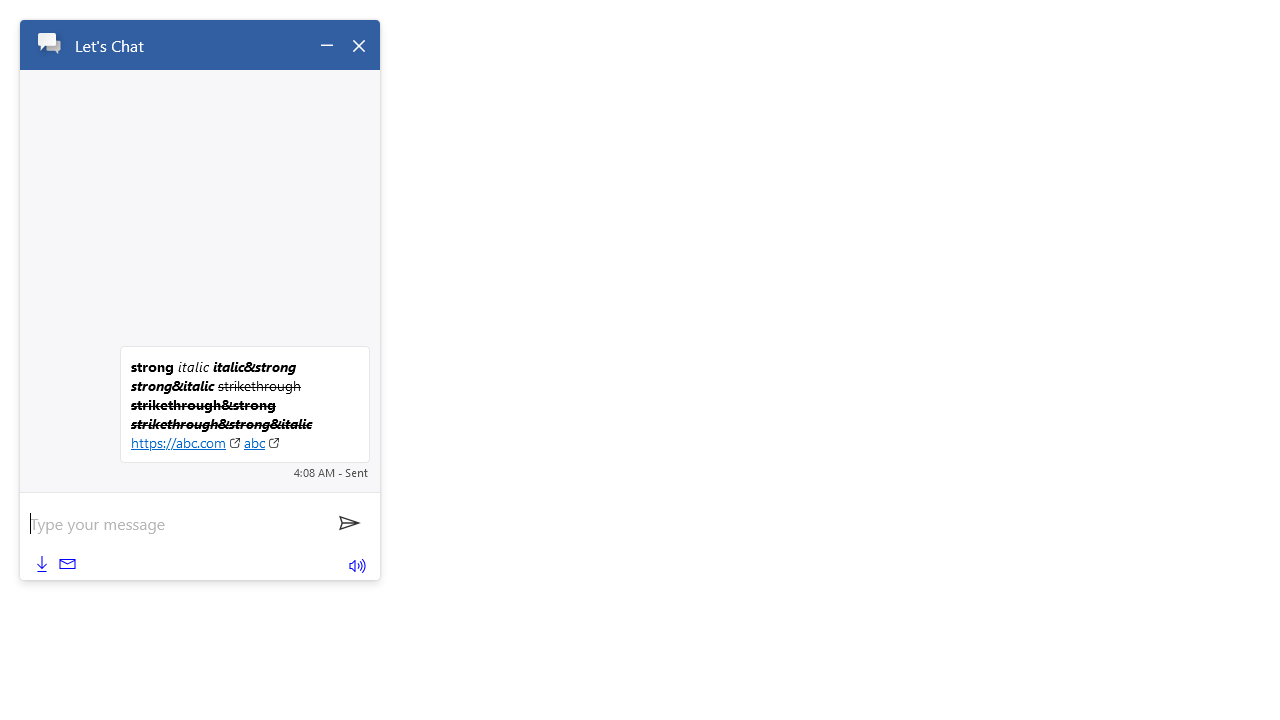 Let's Chat
strong italic italic&strong
strong&italic strikethrough
strikethrough&strong
strikethrough&strong&italic
https://abc.com abc
4:08 AM - Sent
Type your message